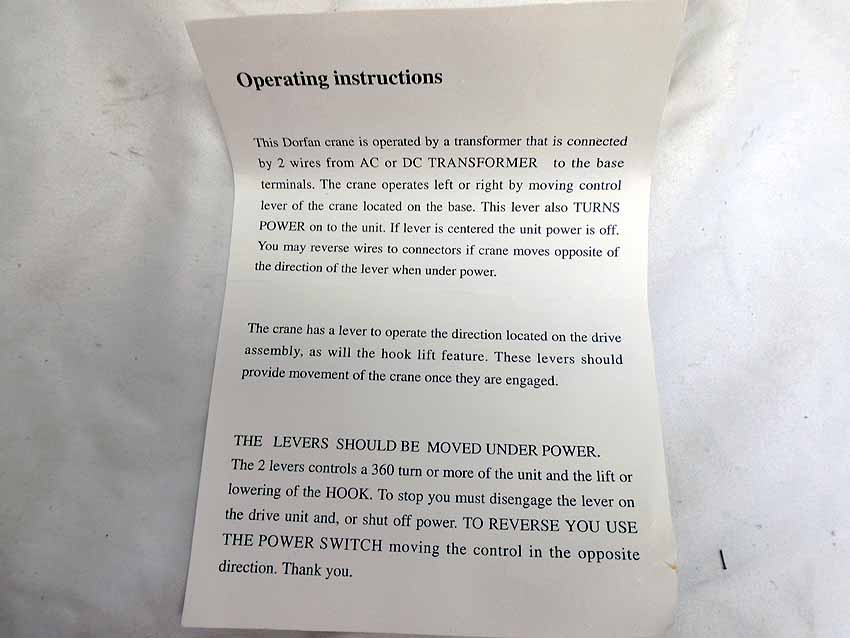 Operating instructions
This Dorfan crane is operated by a transformer that is connected
by 2 wires from AC or DC TRANSFORMER to the base
terminals. The crane operates left or right by moving control
lever of the crane located on the base. This lever also TURNS
POWER on to the unit. If lever is centered the unit power is off.
You may reverse wires to connectors if crane moves opposite of
the direction of the lever when under power.
The crane has a lever to operate the direction located on the drive
assembly, as will the hook lift feature. These levers should
provide movement of the crane once they are engaged.
THE LEVERS SHOULD BE MOVED UNDER POWER.
The 2 levers controls a 360 turn or more of the unit and the lift or
lowering of the HOOK. To stop you must disengage the lever on
the drive unit and, or shut off power. TO REVERSE YOU USE
THE POWER SWITCH moving the control in the opposite
direction. Thank you.